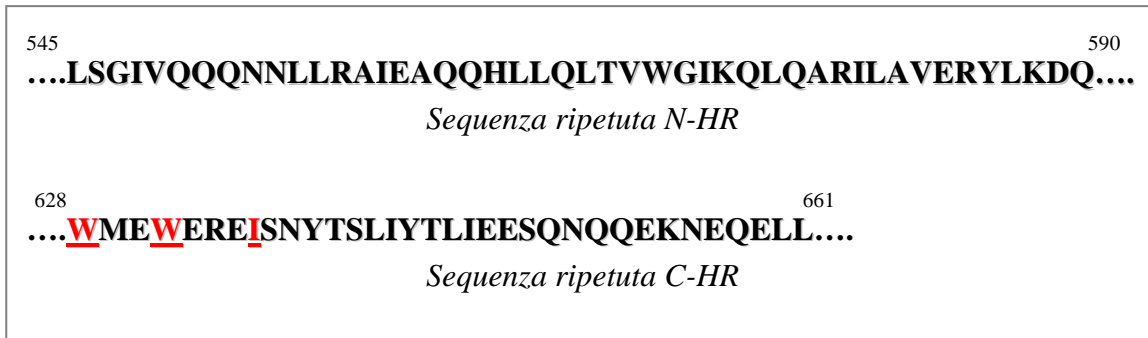 545 590
….LSGIVQQQNNLLRAIEAQQHLLQLTVWGIKQLQARILAVERYLKDQ….
Sequenza ripetuta N-HR
628 661
….WMEWEREISNYTSLIYTLIEESQNQQEKNEQELL….
Sequenza ripetuta C-HR